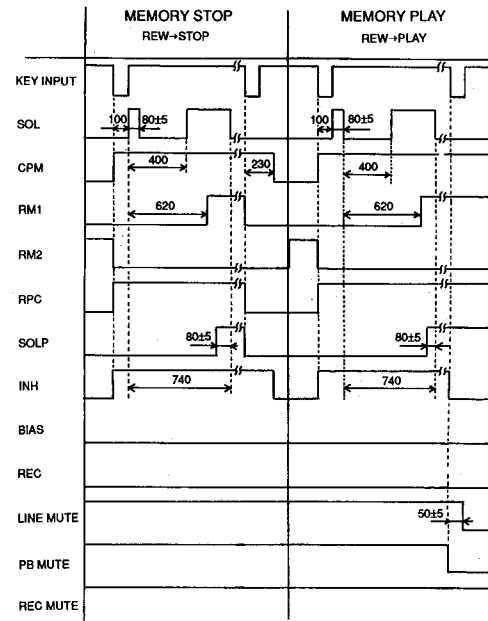 MEMORY STOP
REW→STOP
MEMORY PLAY
REW→PLAY
KEY INPUT
SOL
100
80±5
100
80±5
CPM
400
230
400
RM1
620
620
RM2
RPC
SOLP
80±5
80±5
INH
740
740
BIAS
REC
LINE MUTE
50±5
PB MUTE
REC MUTE